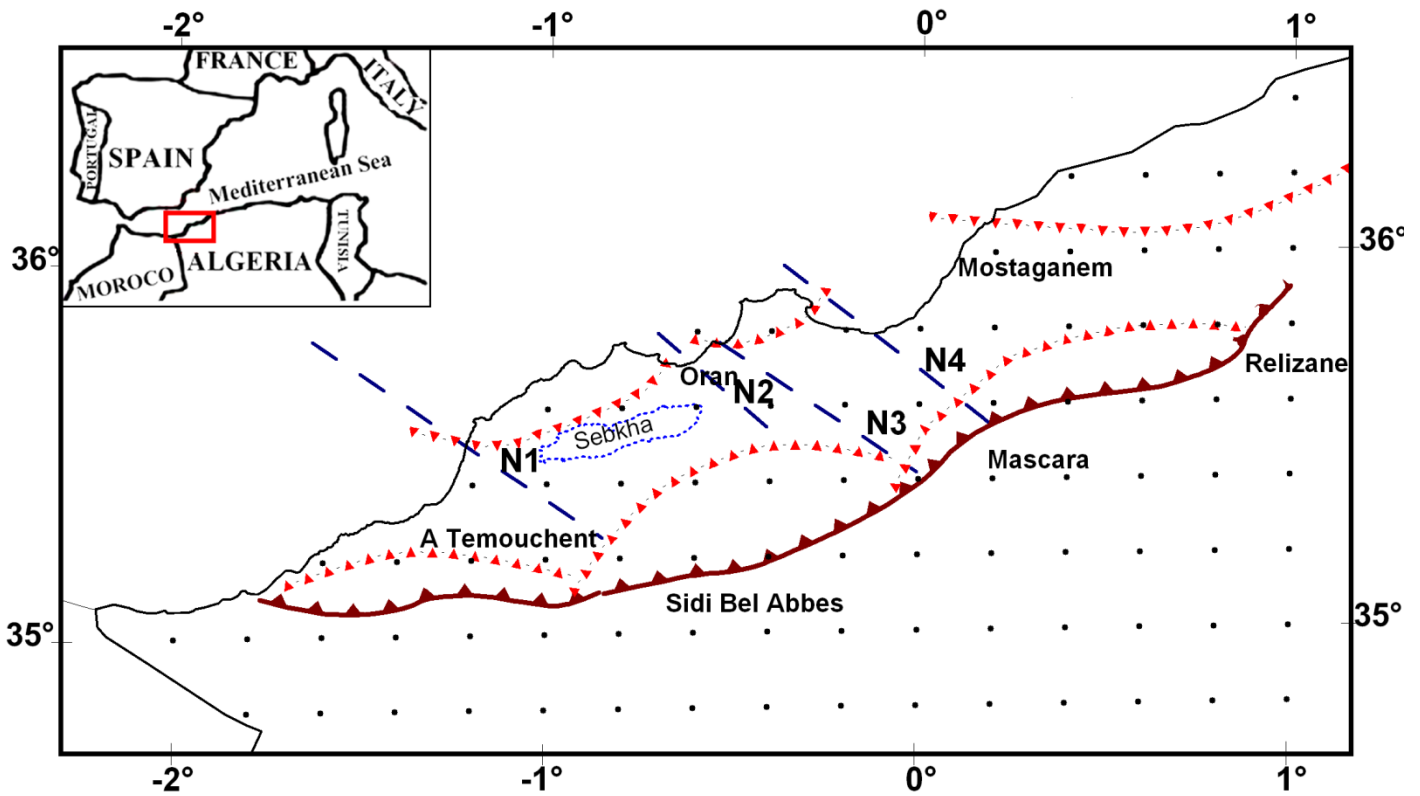 -2°
-1°
0°
1°
FRANCE
ITALY
PORTUGAL
SPAIN
Mediterranean Sea
TUNISIA
ALGERIA
MOROCO
36°
36°
Mostaganem
N4
Relizane
Oran
N2
N3
Sebkha
N1
Mascara
A Temouchent
Sidi Bel Abbes
35°
35°
-2°
-1°
0°
1°